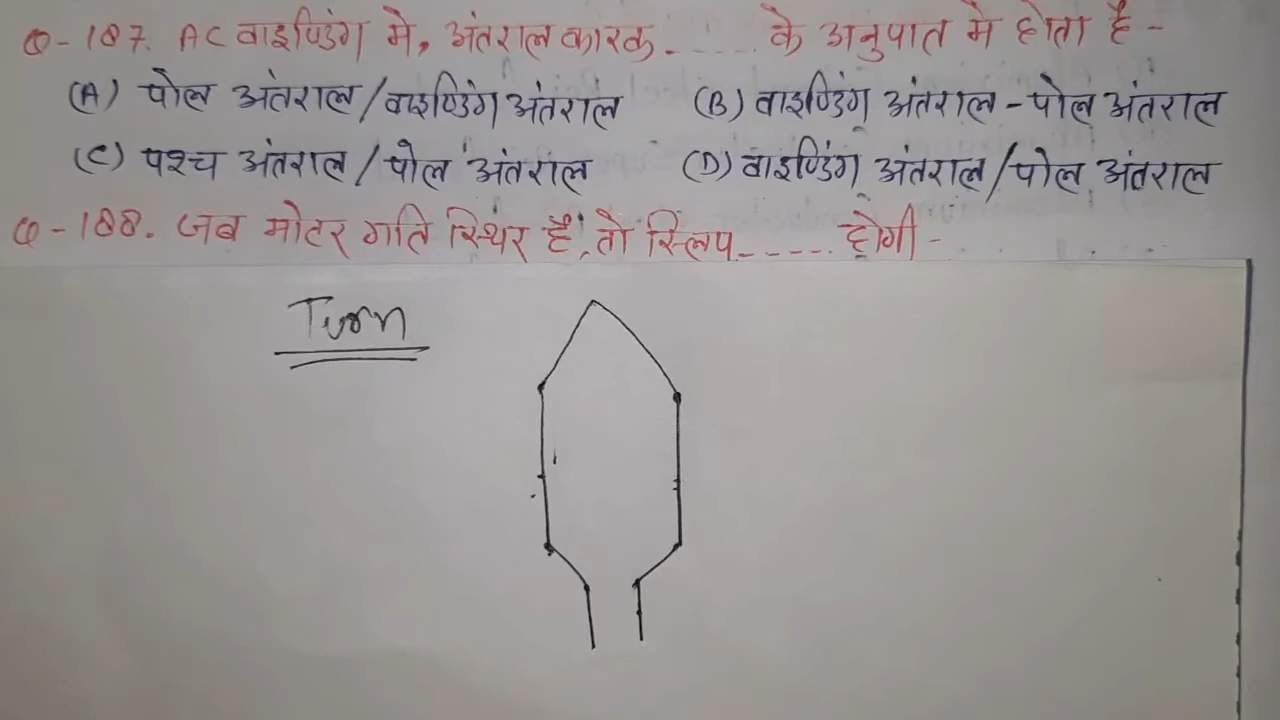 Q-187. AC वाइण्डिंग मे, अंतराल कारक ----- के अनुपात मे होता है -
(A) पोल अंतराल/वाइण्डिंग अंतराल (B) वाइण्डिंग अंतराल - पोल अंतराल
(C) पश्च अंतराल/पोल अंतराल (D) वाइण्डिंग अंतराल/पोल अंतराल
Q-188. जब मोटर गति स्थिर है, तो स्लिप ----- होगी -
Turn